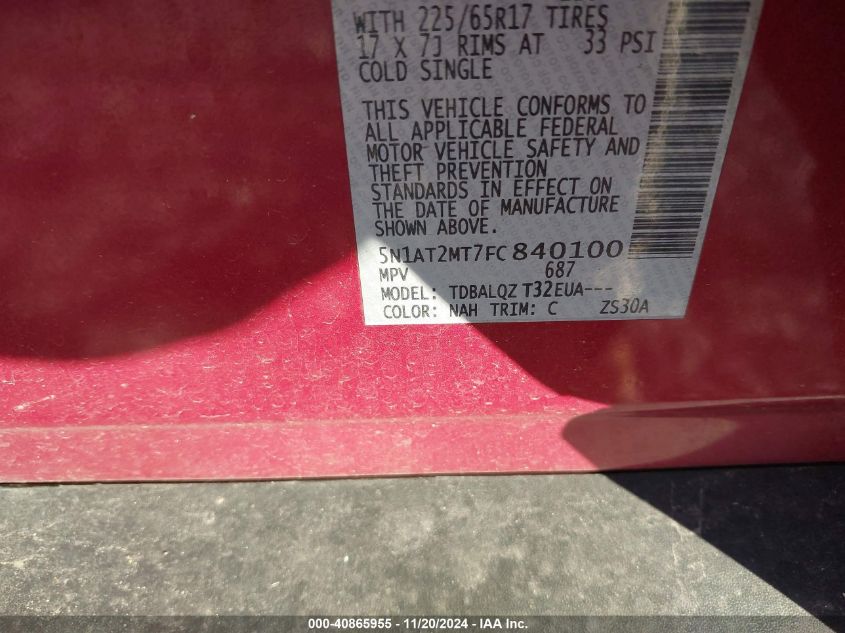 WITH 225/65R17 TIRES
17 X 7J RIMS AT 33 PSI
COLD SINGLE
THIS VEHICLE CONFORMS TO
ALL APPLICABLE FEDERAL
MOTOR VEHICLE SAFETY AND
THEFT PREVENTION
STANDARDS IN EFFECT ON
THE DATE OF MANUFACTURE
SHOWN ABOVE.
5N1AT2MT7FC840100
MPV 687
MODEL: TDBALQZ T32EUA---
COLOR: NAH TRIM: C ZS30A
000-40865955 - 11/20/2024 - IAA Inc.